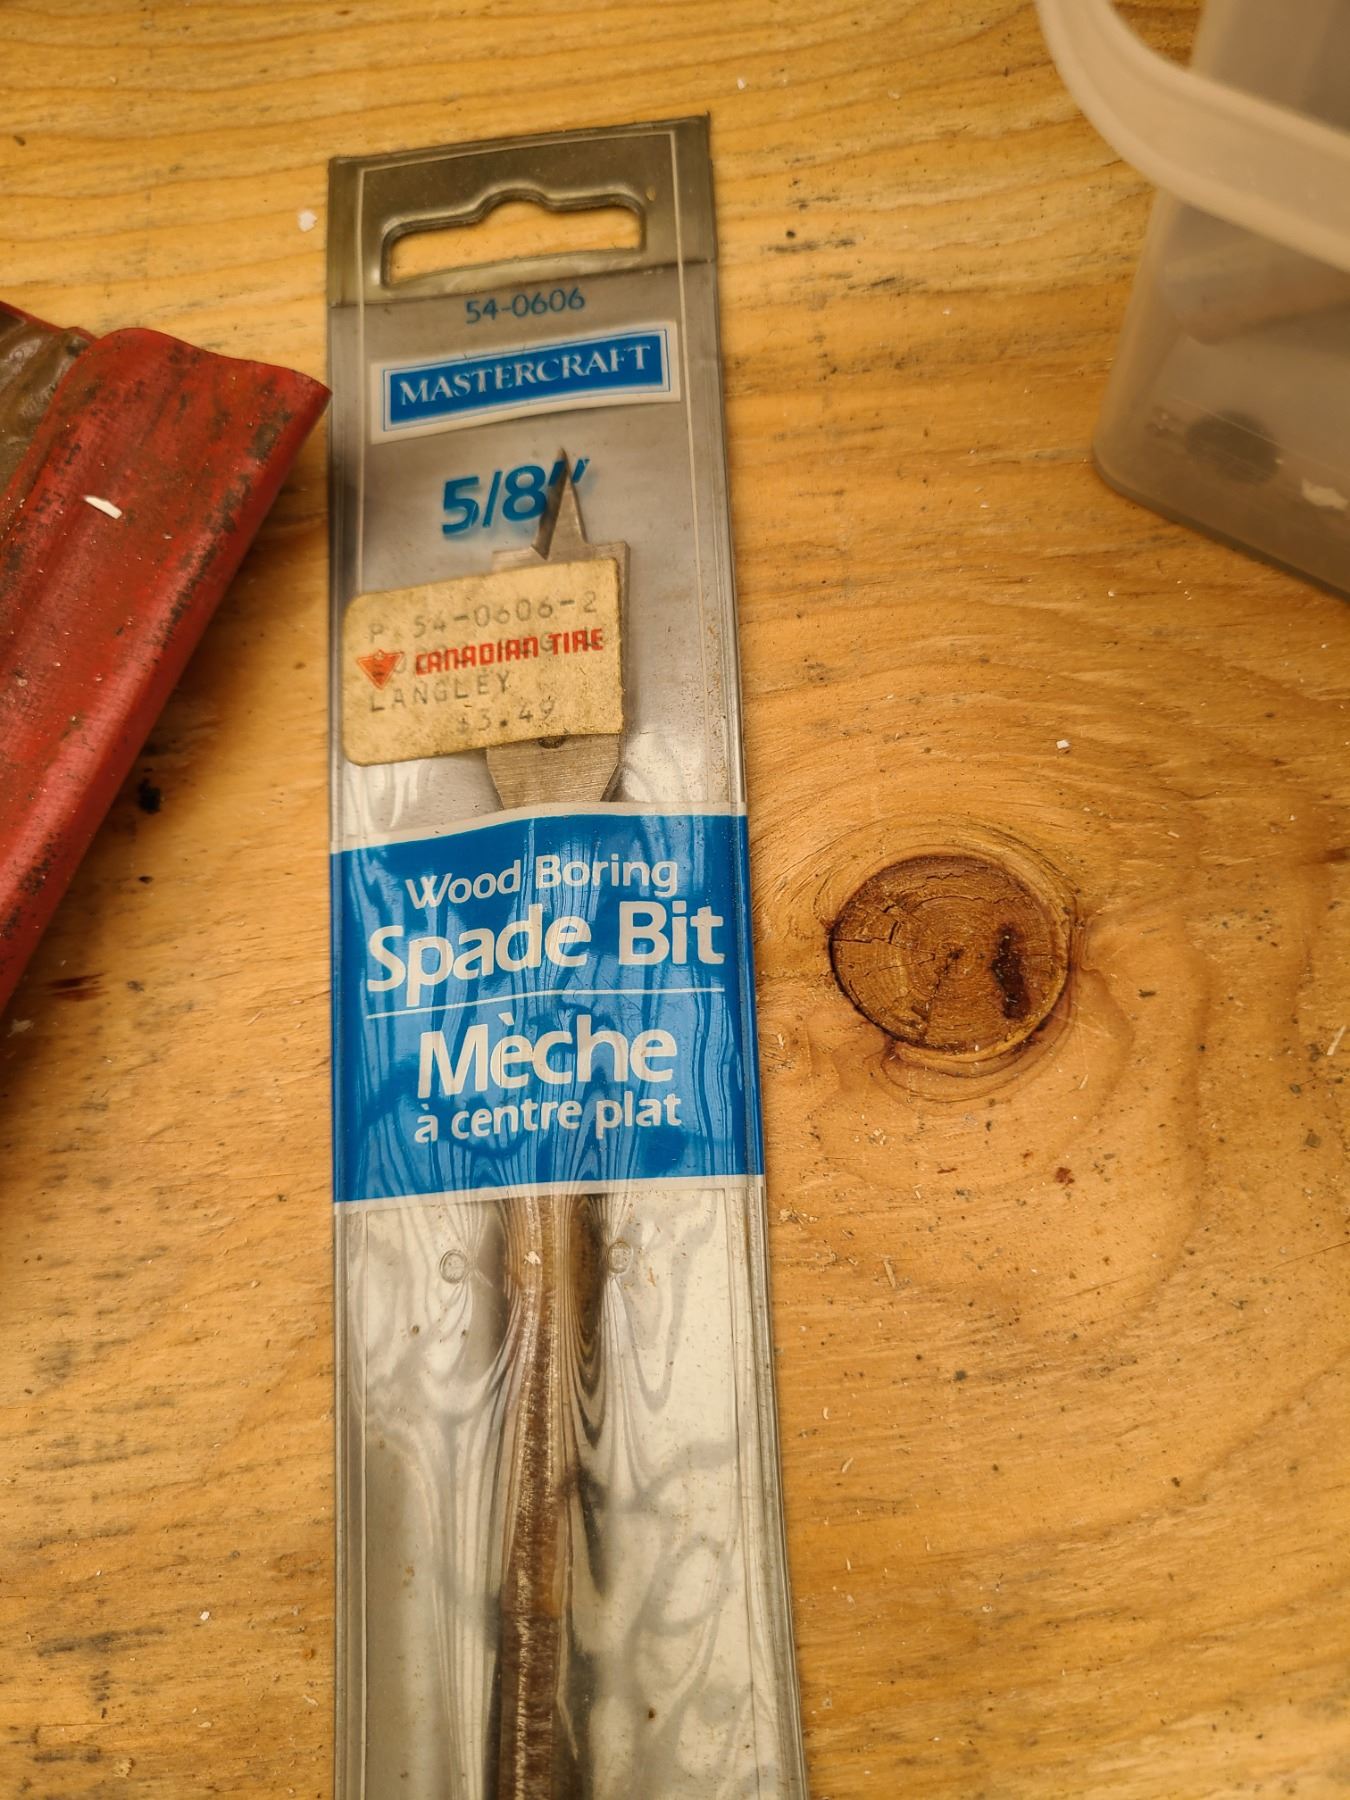 54-0606
MASTERCRAFT
5/8"
P 54-0606-2
CANADIAN TIRE
LANGLEY
$3.49
Wood Boring
Spade Bit
Mèche
à centre plat